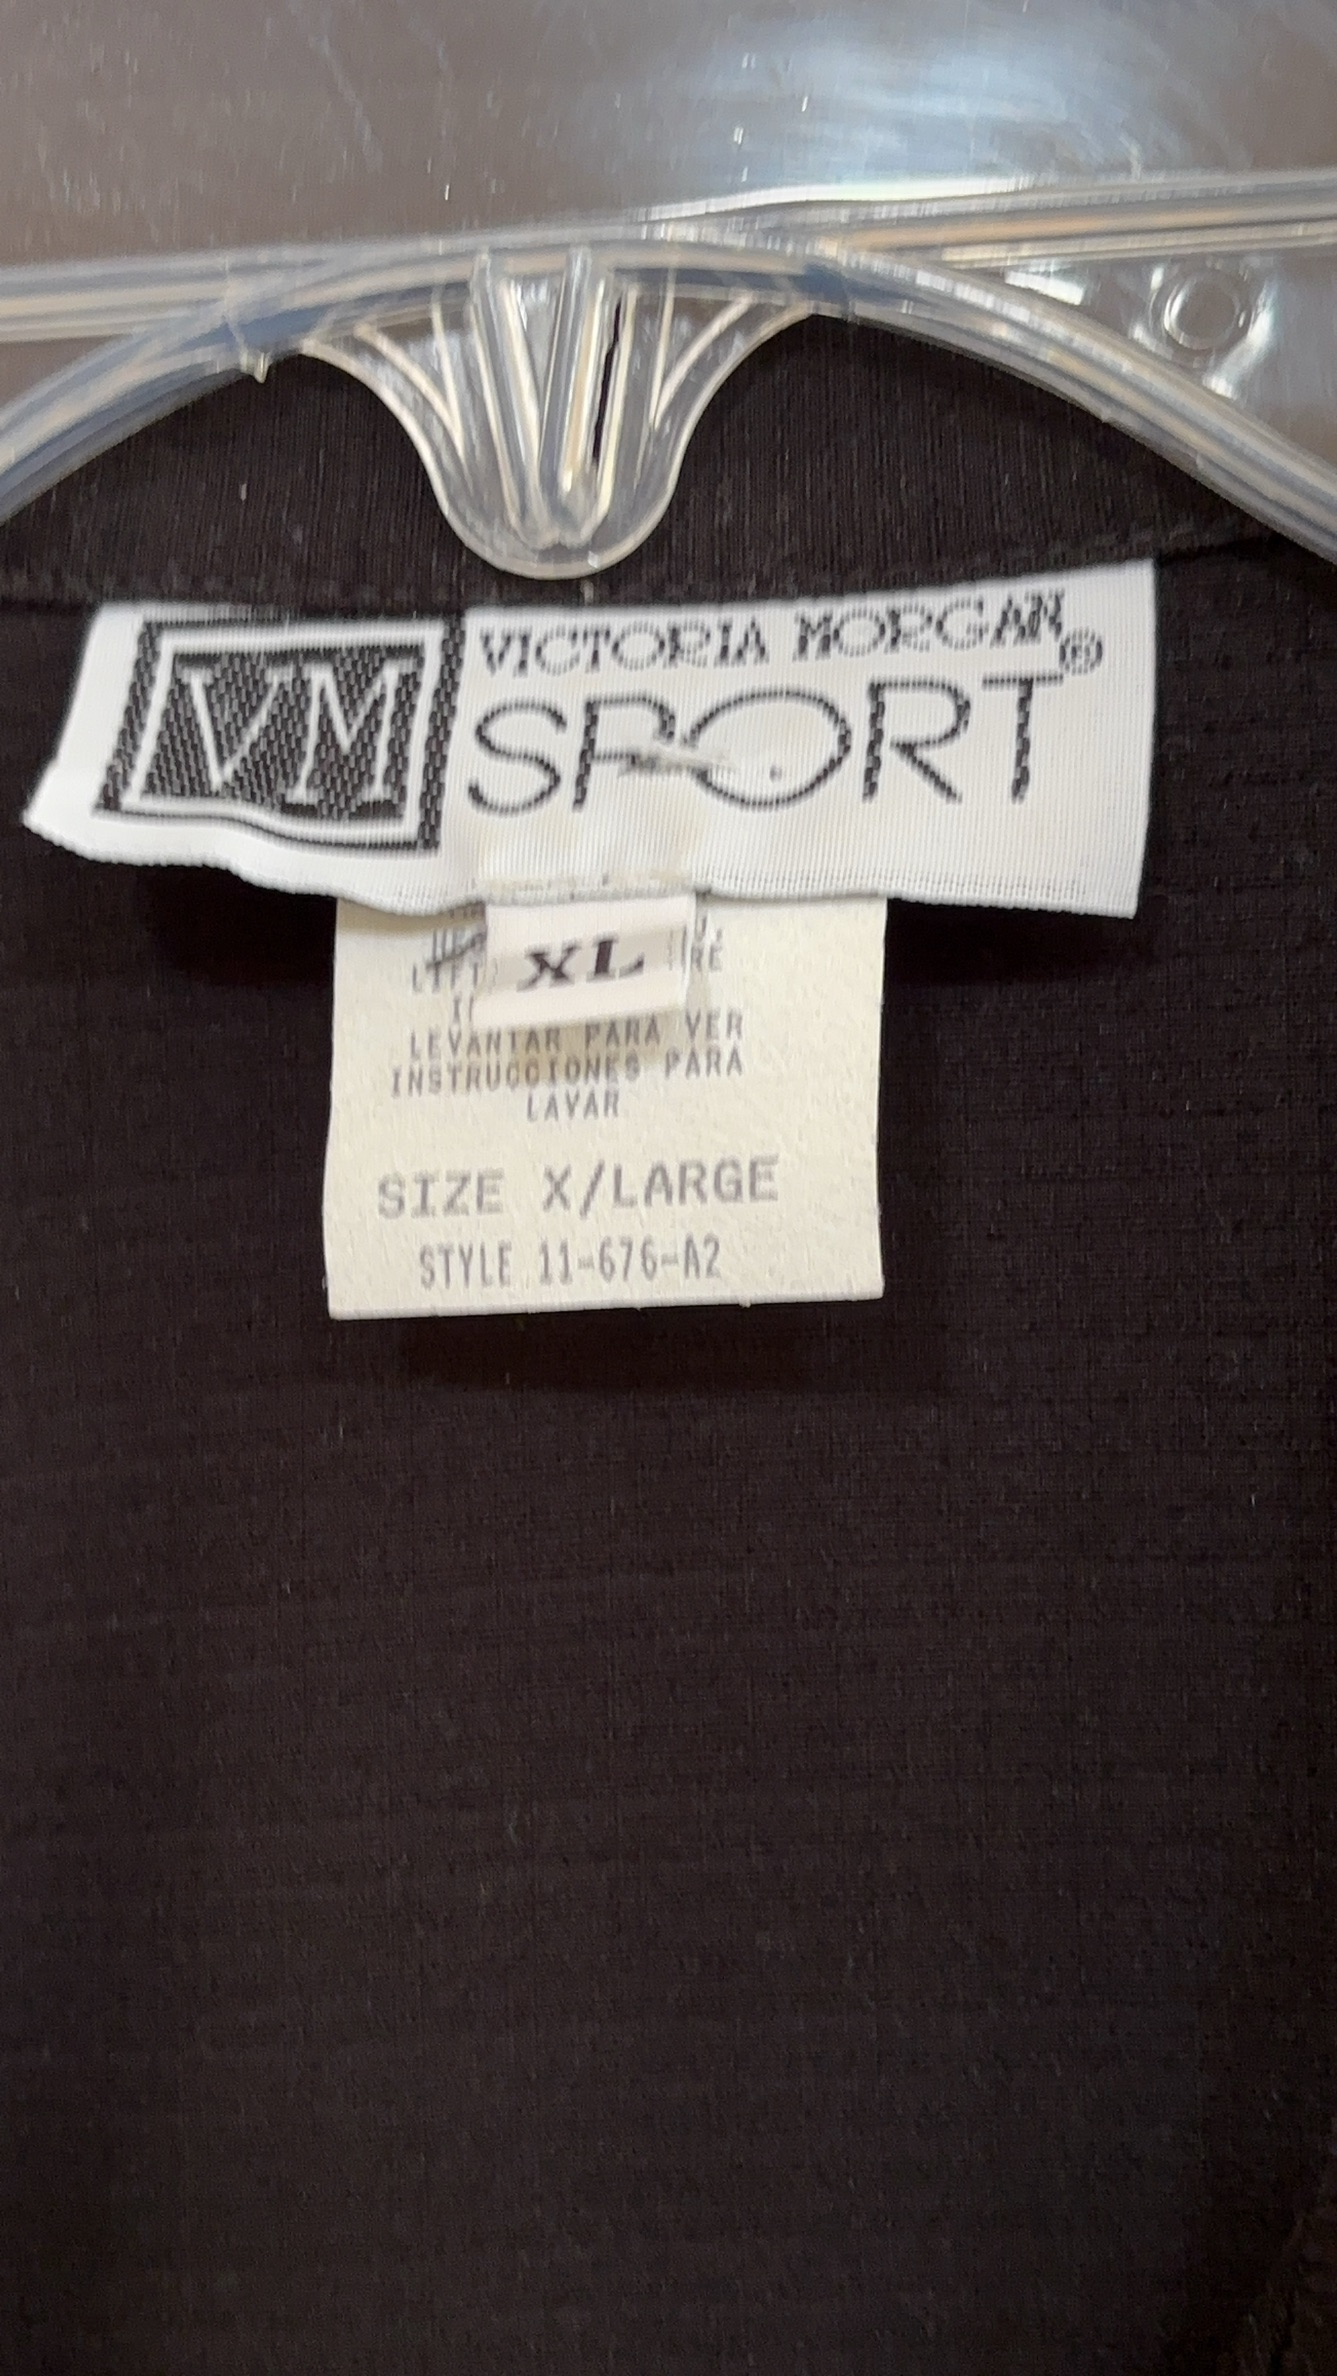 VM
VICTORIA MORGAN®
SPORT
XL
LEVANTAR PARA VER
INSTRUCCIONES PARA
LAVAR
SIZE X/LARGE
STYLE 11-676-A2